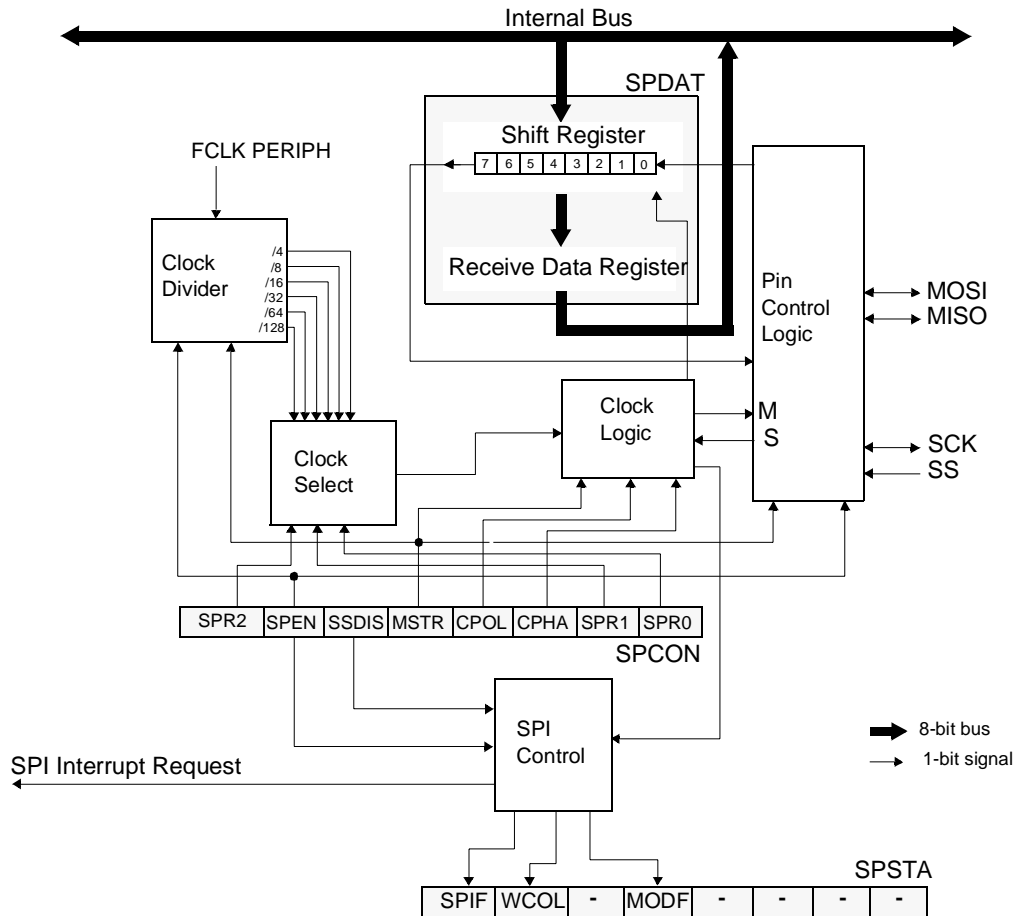 Internal Bus
SPDAT
Shift Register
7 6 5 4 3 2 1 0
FCLK PERIPH
Clock
Divider
/4
/8
/16
/32
/64
/128
Receive Data Register
Pin
Control
Logic
MOSI
MISO
Clock
Logic
M
S
SCK
SS
Clock
Select
SPR2 SPEN SSDIS MSTR CPOL CPHA SPR1 SPR0
SPCON
SPI
Control
8-bit bus
1-bit signal
SPI Interrupt Request
SPSTA
SPIF WCOL - MODF - - - -